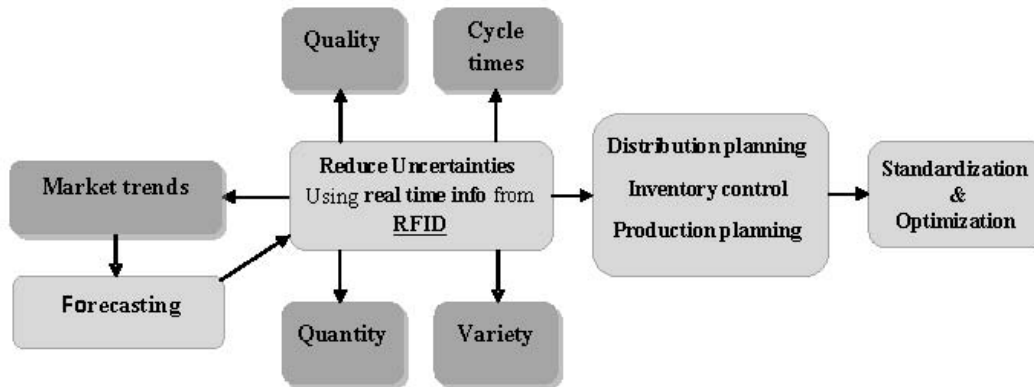 Quality
Cycle
times
Reduce Uncertainties
Using real time info from
RFID
Market trends
Forecasting
Quantity
Variety
Distribution planning
Inventory control
Production planning
Standardization
&
Optimization